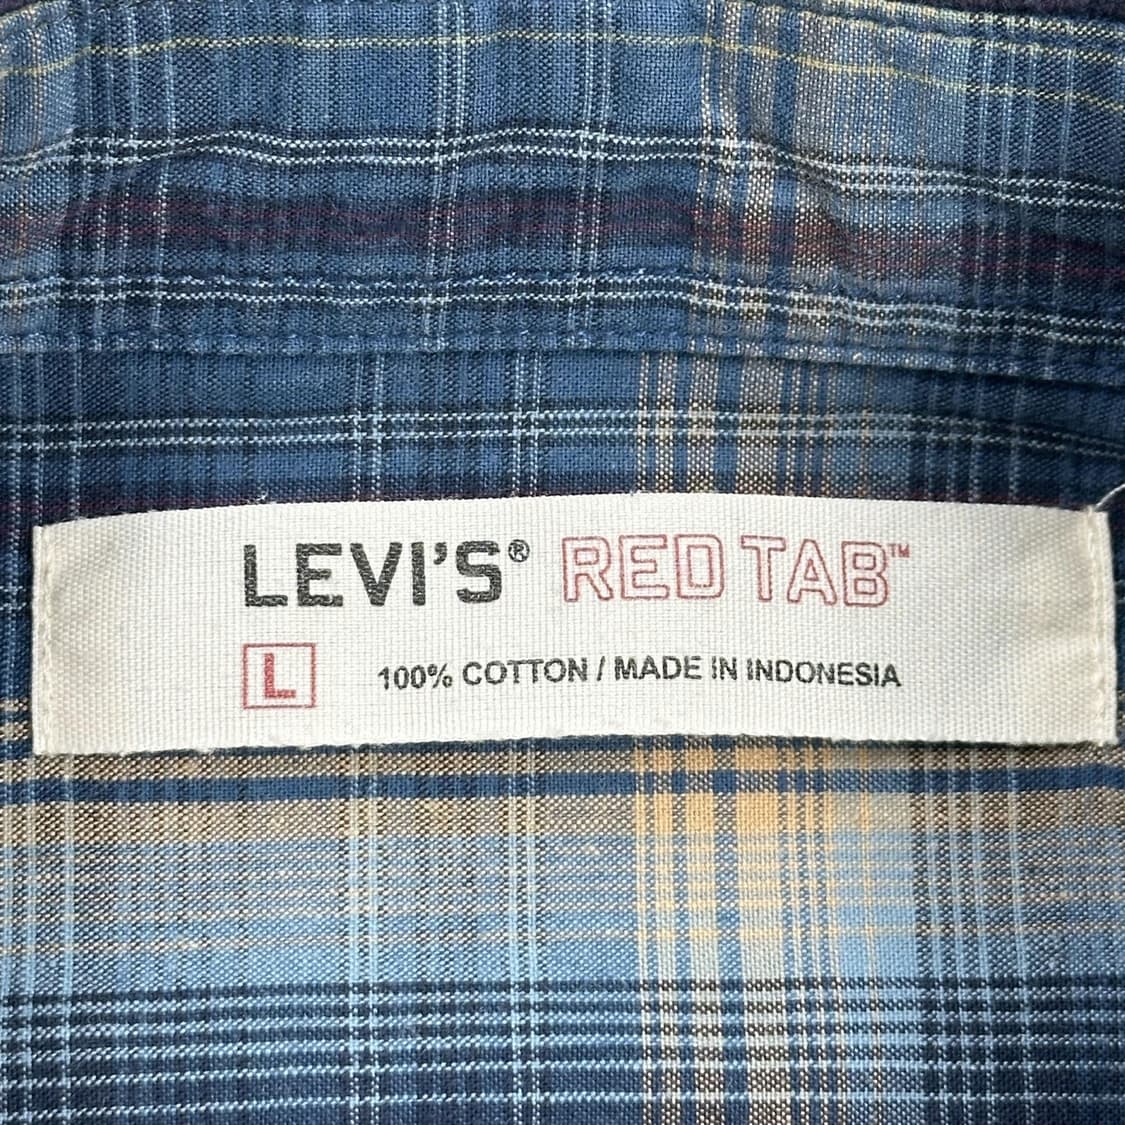 LEVI'S® RED TAB™
L 100% COTTON / MADE IN INDONESIA